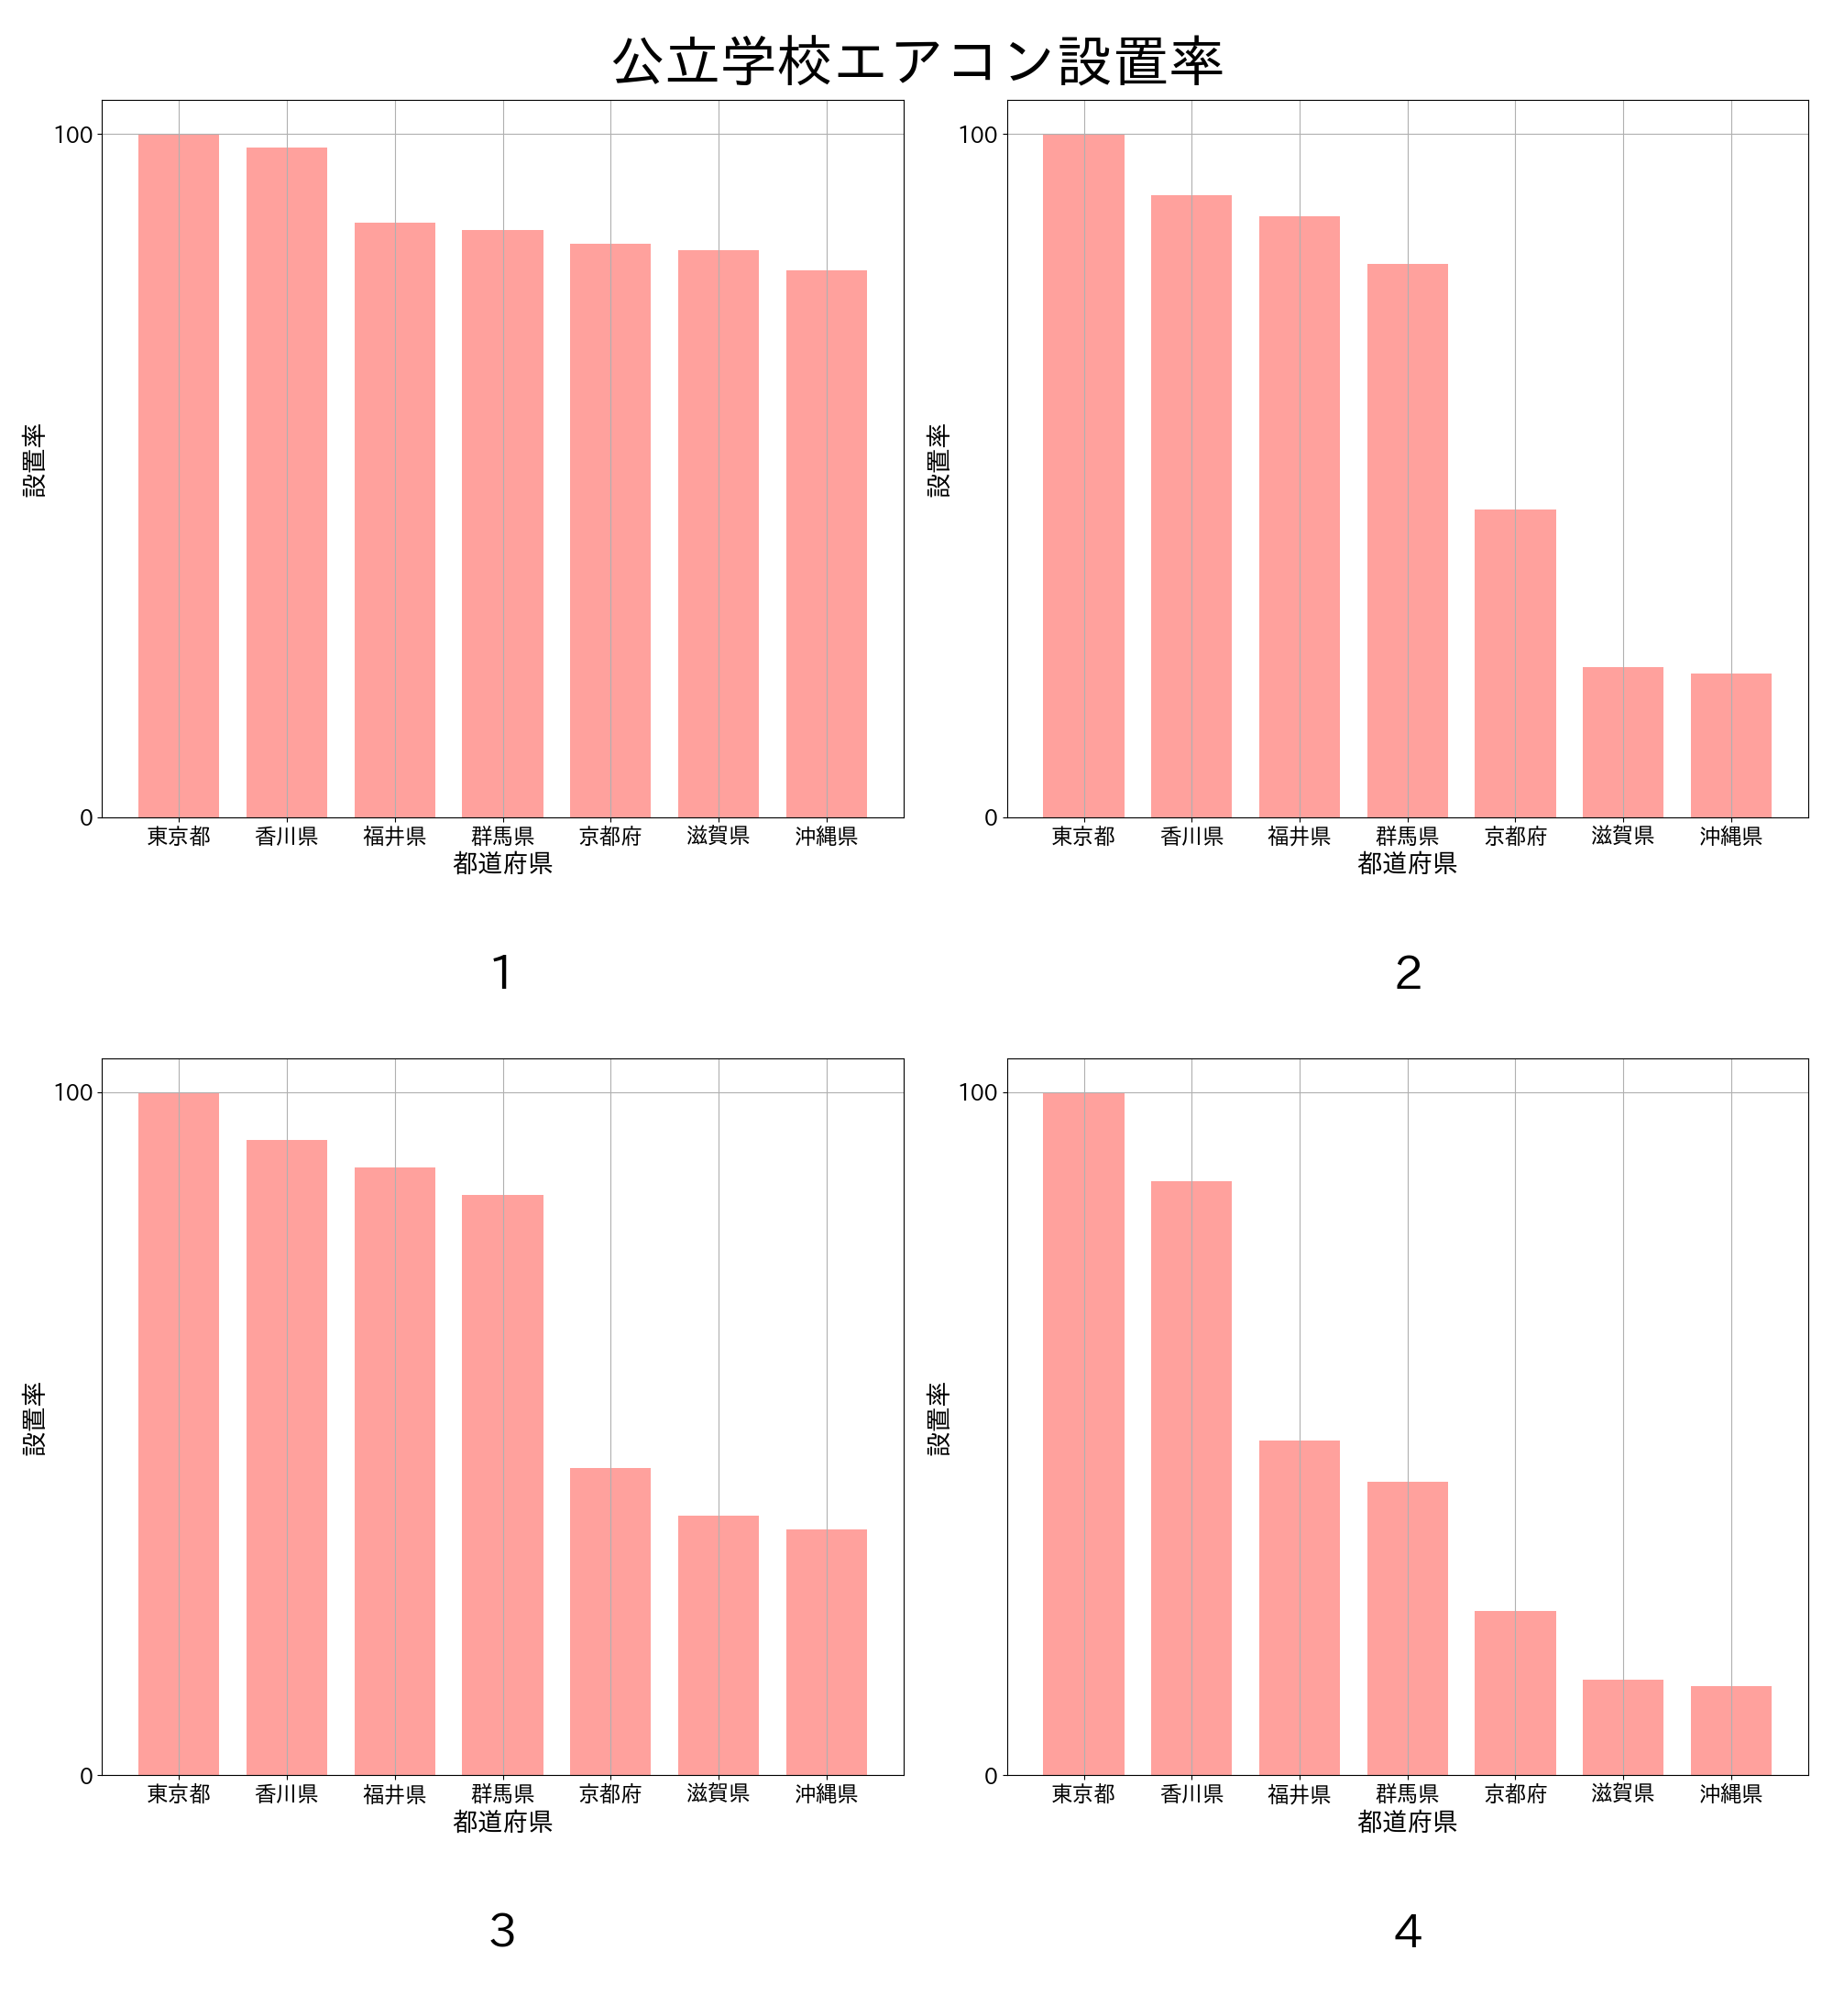 公立学校エアコン設置率
100
0
設置率
東京都 香川県 福井県 群馬県 京都府 滋賀県 沖縄県
都道府県
1
100
0
設置率
東京都 香川県 福井県 群馬県 京都府 滋賀県 沖縄県
都道府県
2
100
0
設置率
東京都 香川県 福井県 群馬県 京都府 滋賀県 沖縄県
都道府県
3
100
0
設置率
東京都 香川県 福井県 群馬県 京都府 滋賀県 沖縄県
都道府県
4